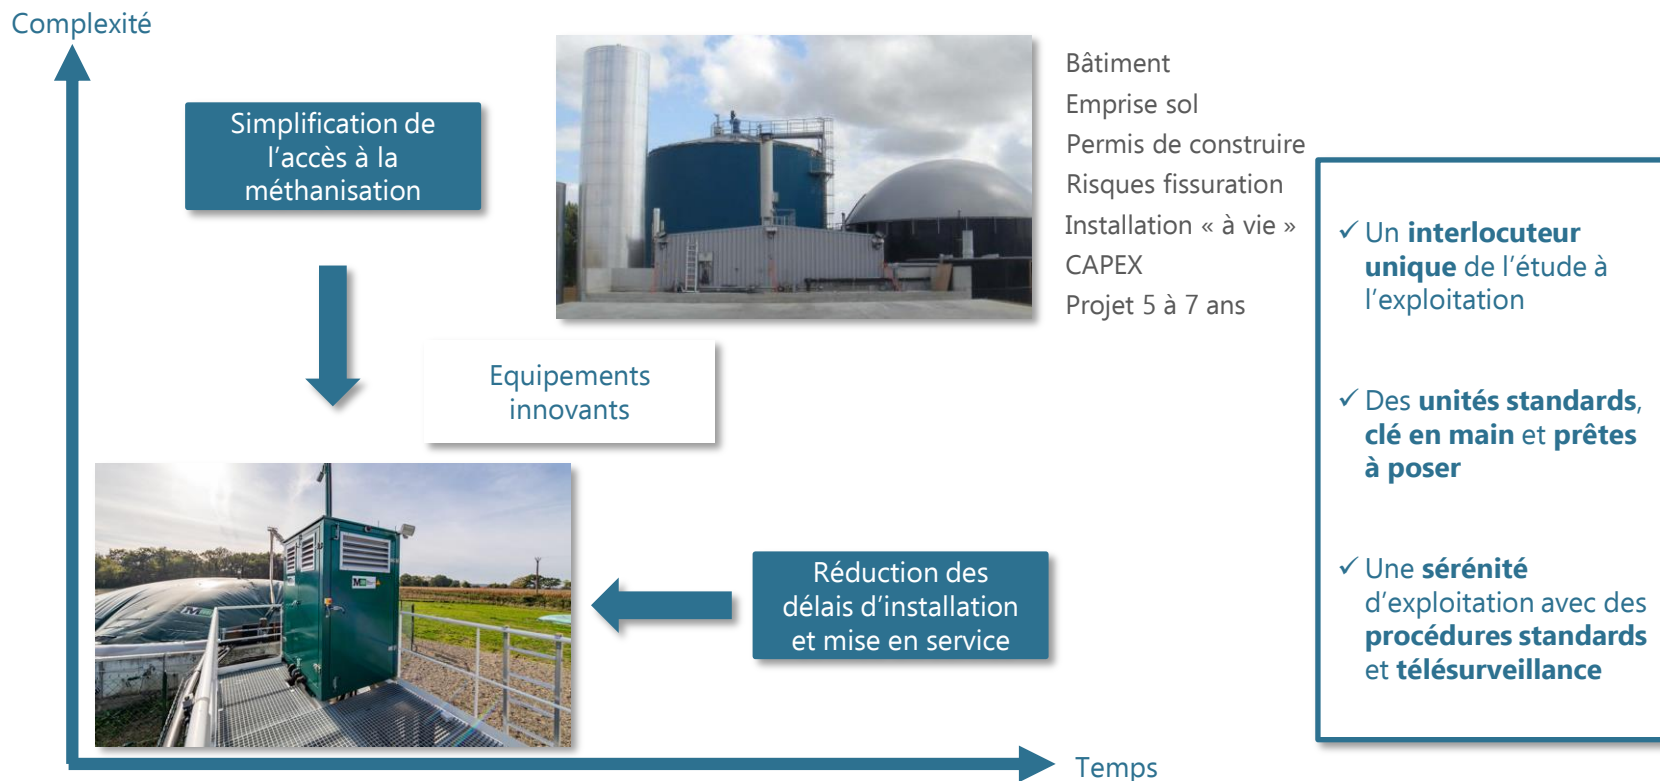 Complexité
Simplification de
l’accès à la
méthanisation
Bâtiment
Emprise sol
Permis de construire
Risques fissuration
Installation « à vie »
CAPEX
Projet 5 à 7 ans
Equipements
innovants
Réduction des
délais d’installation
et mise en service
✓ Un interlocuteur
unique de l’étude à
l’exploitation
✓ Des unités standards,
clé en main et prêtes
à poser
✓ Une sérénité
d’exploitation avec des
procédures standards
et télésurveillance
Temps